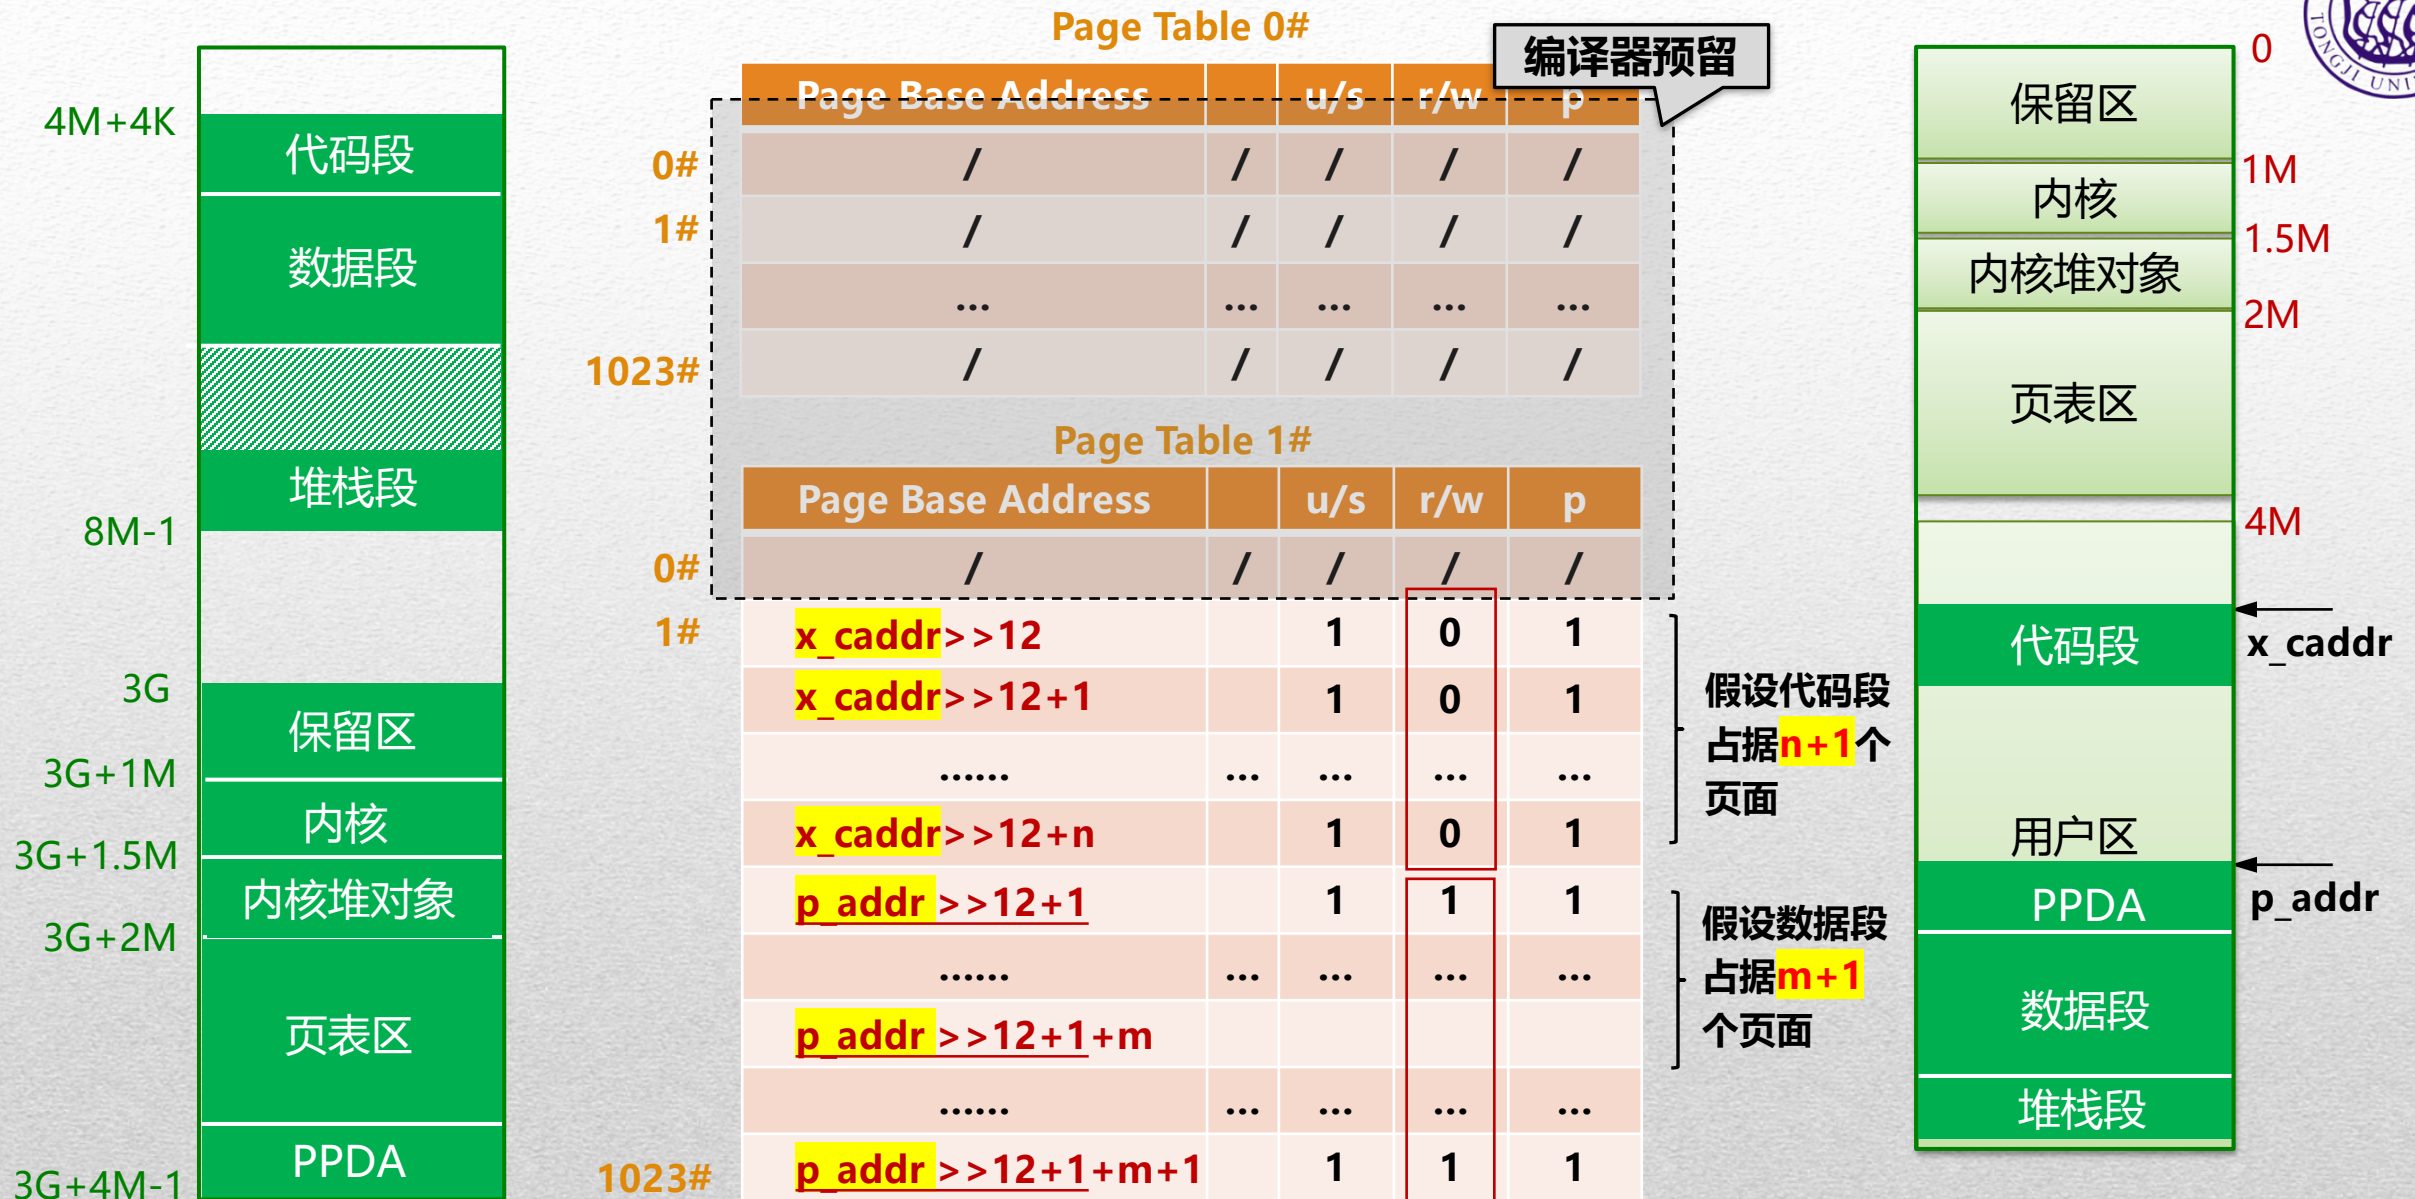 4M+4K
代码段
数据段
堆栈段
8M-1
3G
保留区
3G+1M
内核
3G+1.5M
内核堆对象
3G+2M
页表区
PPDA
3G+4M-1
Page Table 0#
编译器预留
Page Base Address u/s r/w p
0# / / / / /
1# / / / / /
... ... ... ... ...
1023# / / / / /
Page Table 1#
Page Base Address u/s r/w p
0# / / / / /
1# x_caddr>>12 1 0 1
x_caddr>>12+1 1 0 1
...... ... ... ... ...
x_caddr>>12+n 1 0 1
p_addr >>12+1 1 1 1
...... ... ... ... ...
p_addr >>12+1+m
...... ... ... ... ...
1023# p_addr >>12+1+m+1 1 1 1
假设代码段
占据n+1个
页面
假设数据段
占据m+1
个页面
0
保留区
1M
内核
1.5M
内核堆对象
2M
页表区
4M
x_caddr
代码段
用户区
p_addr
PPDA
数据段
堆栈段
TONGJI UNI